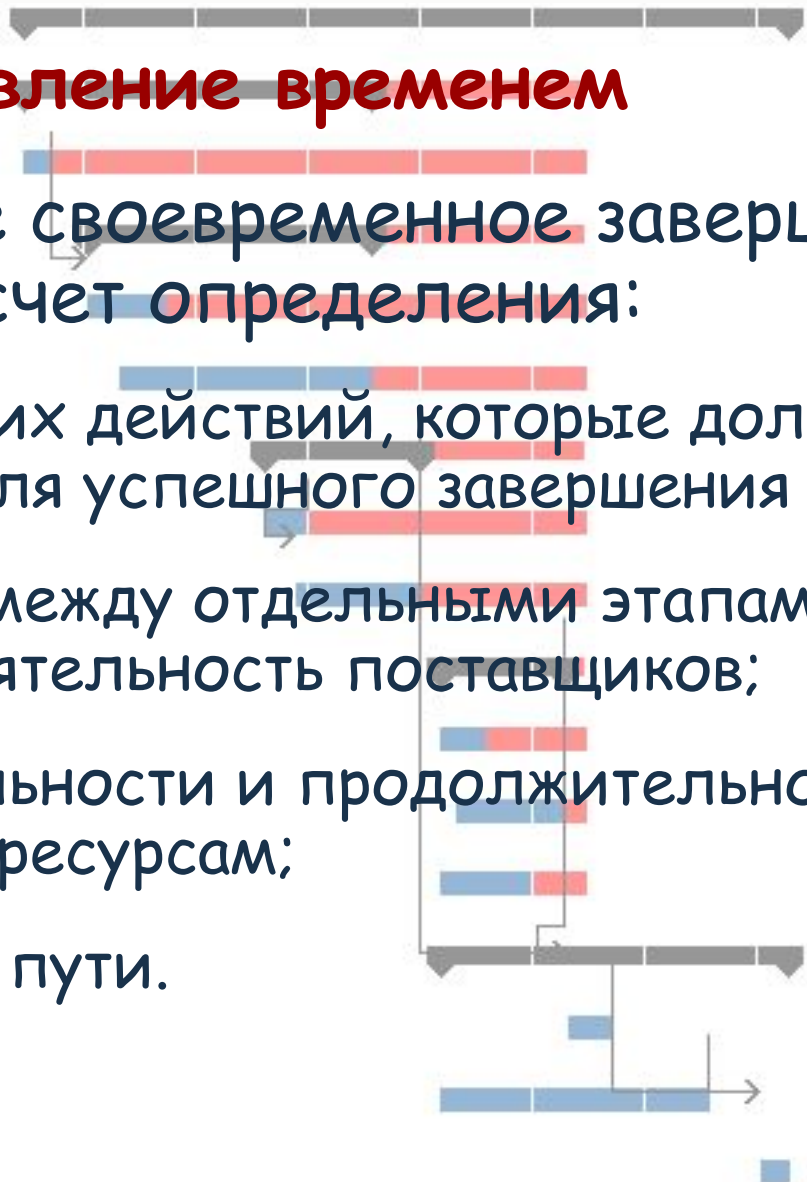 вление временем
е своевременное заверш
счет определения:
их действий, которые дол
ля успешного завершения
между отдельными этапам
ятельность поставщиков;
льности и продолжительно
ресурсам;
пути.